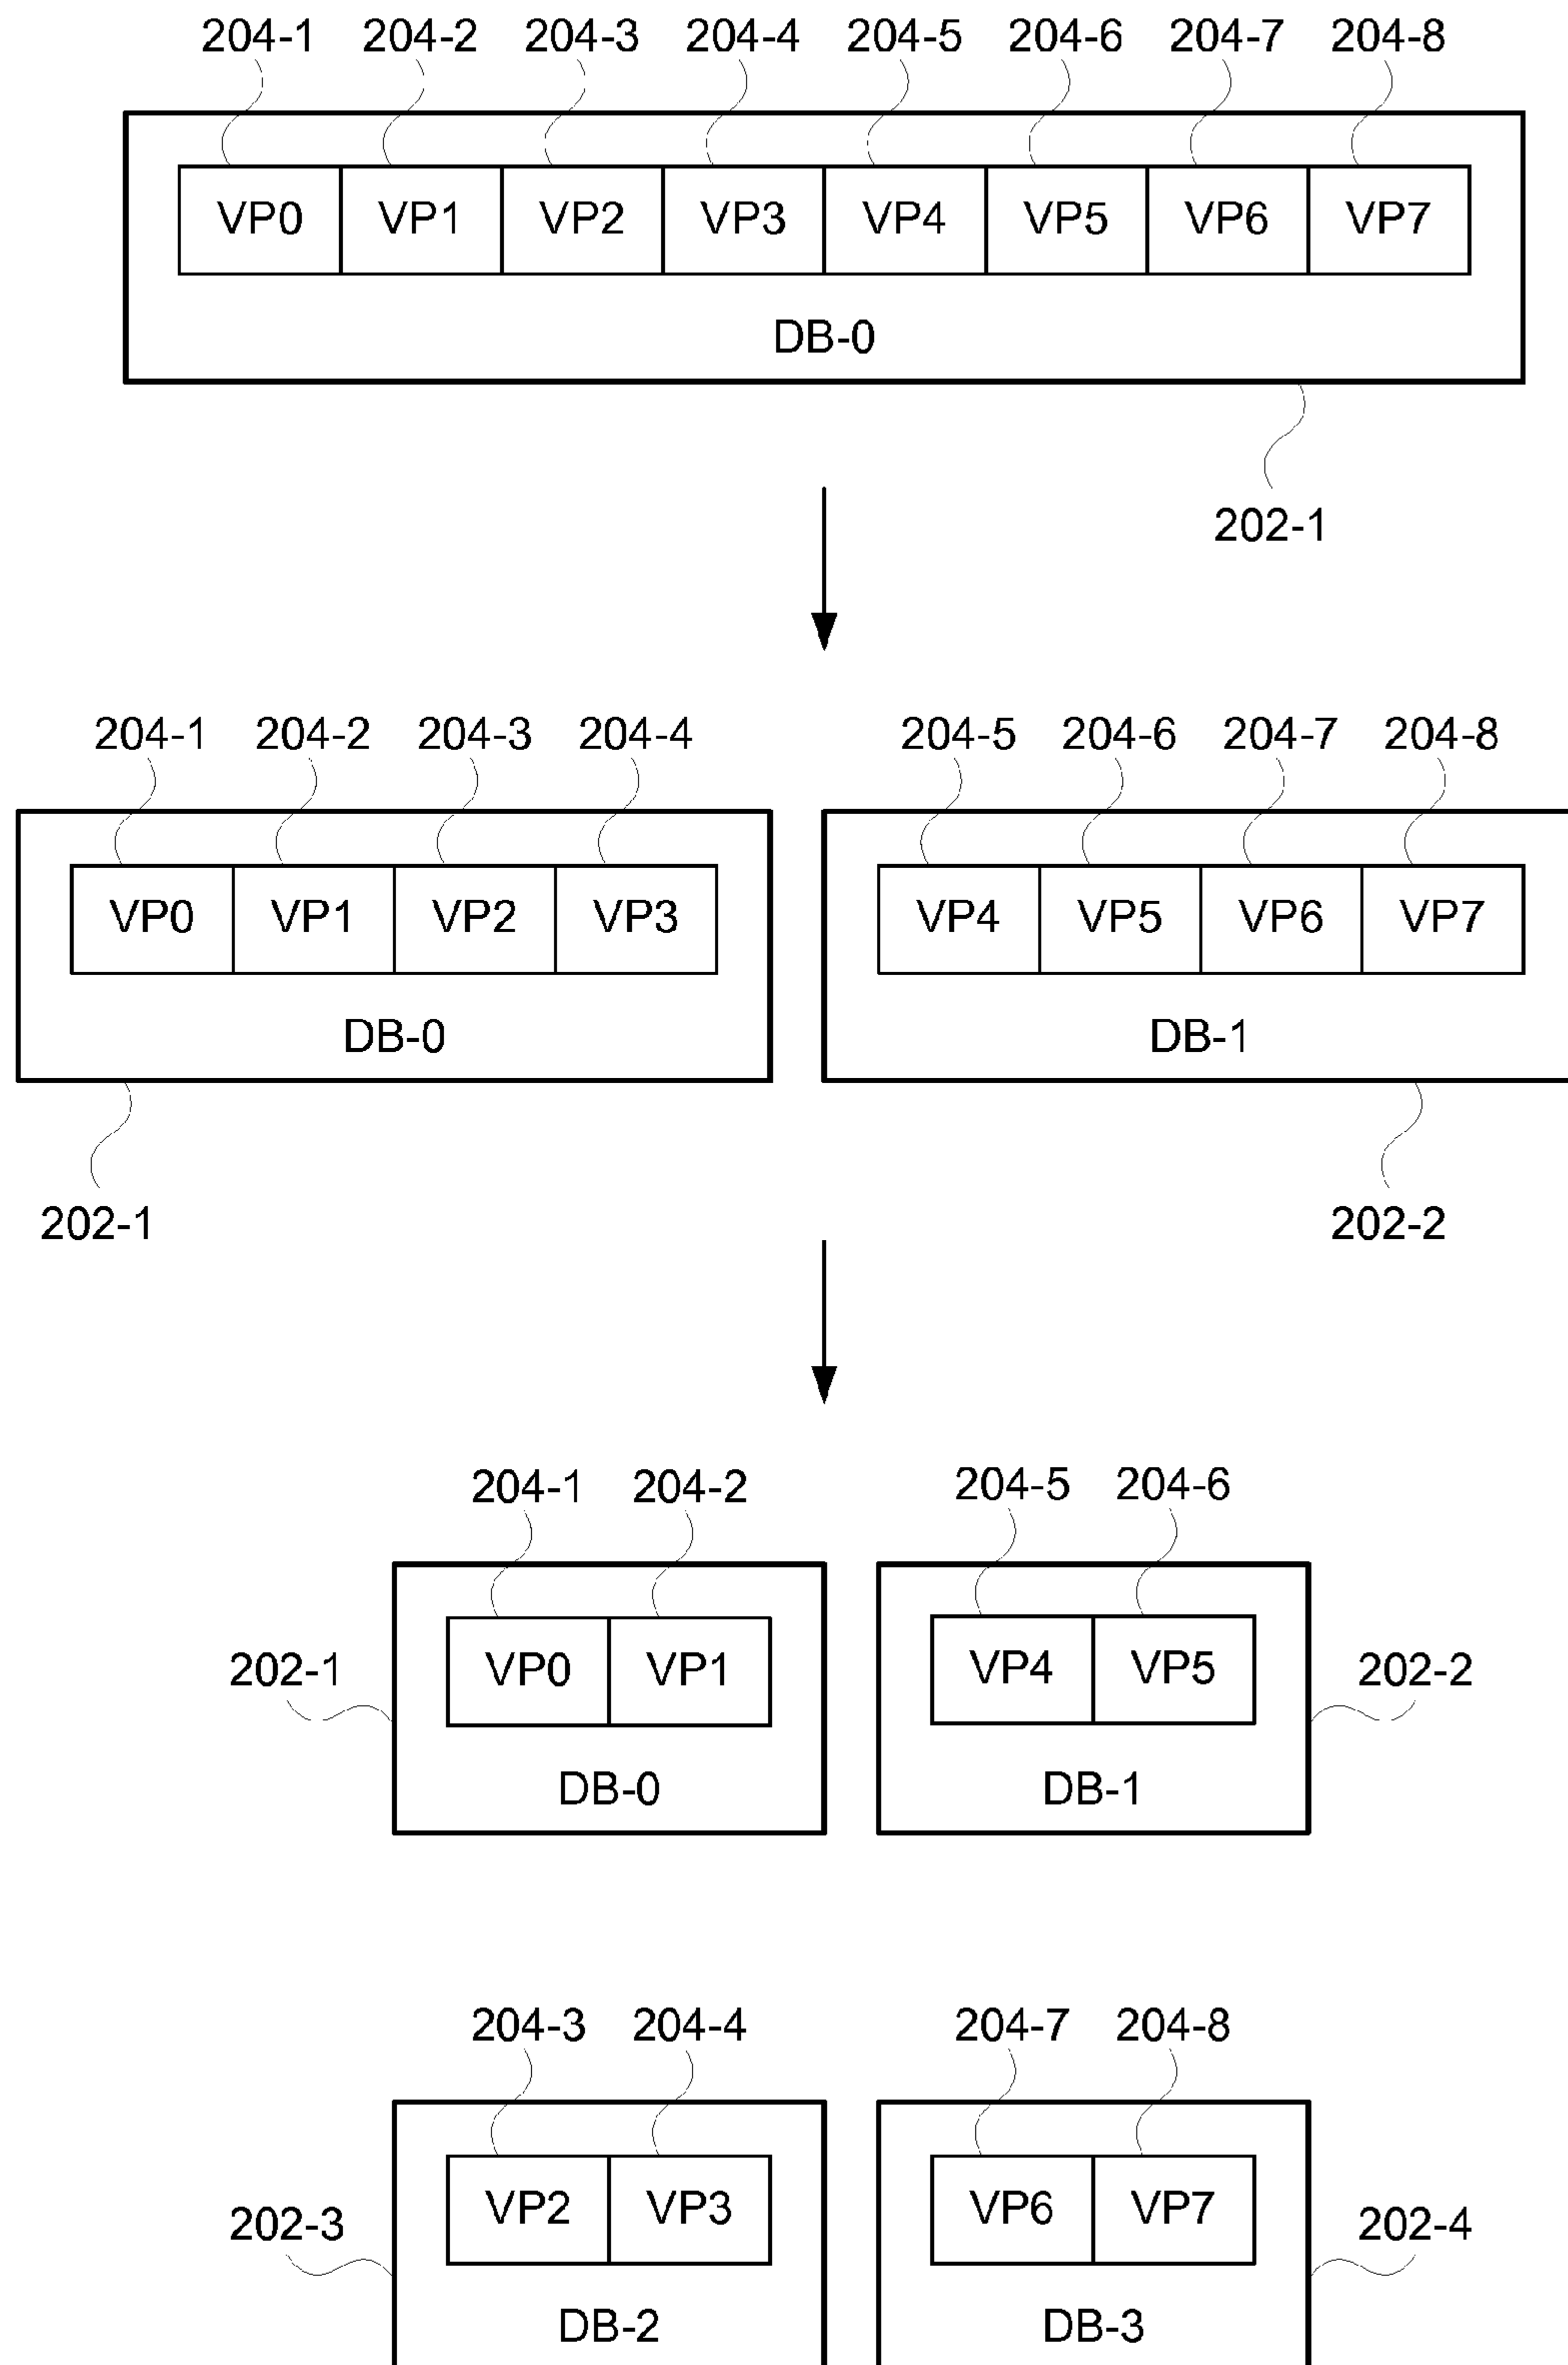 204-1 204-2 204-3 204-4 204-5 204-6 204-7 204-8
VP0 VP1 VP2 VP3 VP4 VP5 VP6 VP7
DB-0
202-1
204-1 204-2 204-3 204-4 204-5 204-6 204-7 204-8
VP0 VP1 VP2 VP3 VP4 VP5 VP6 VP7
DB-0 DB-1
202-1 202-2
204-1 204-2 204-5 204-6
202-1 VP0 VP1 VP4 VP5 202-2
DB-0 DB-1
204-3 204-4 204-7 204-8
202-3 VP2 VP3 VP6 VP7 202-4
DB-2 DB-3